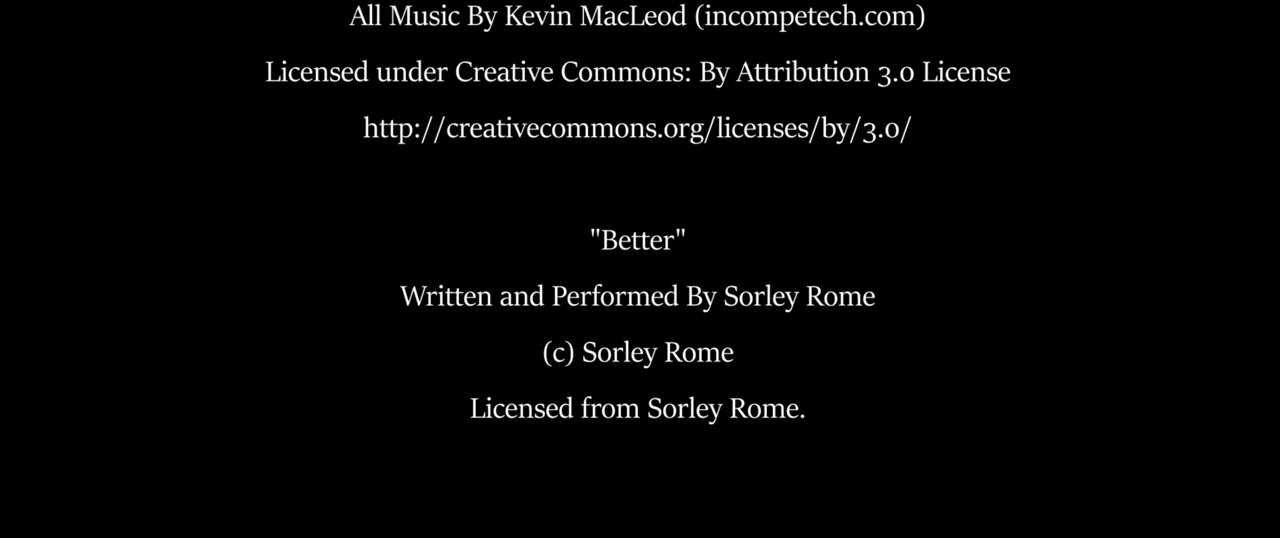 All Music By Kevin MacLeod (incompetech.com)
Licensed under Creative Commons: By Attribution 3.0 License
http://creativecommons.org/licenses/by/3.0/
"Better"
Written and Performed By Sorley Rome
(c) Sorley Rome
Licensed from Sorley Rome.